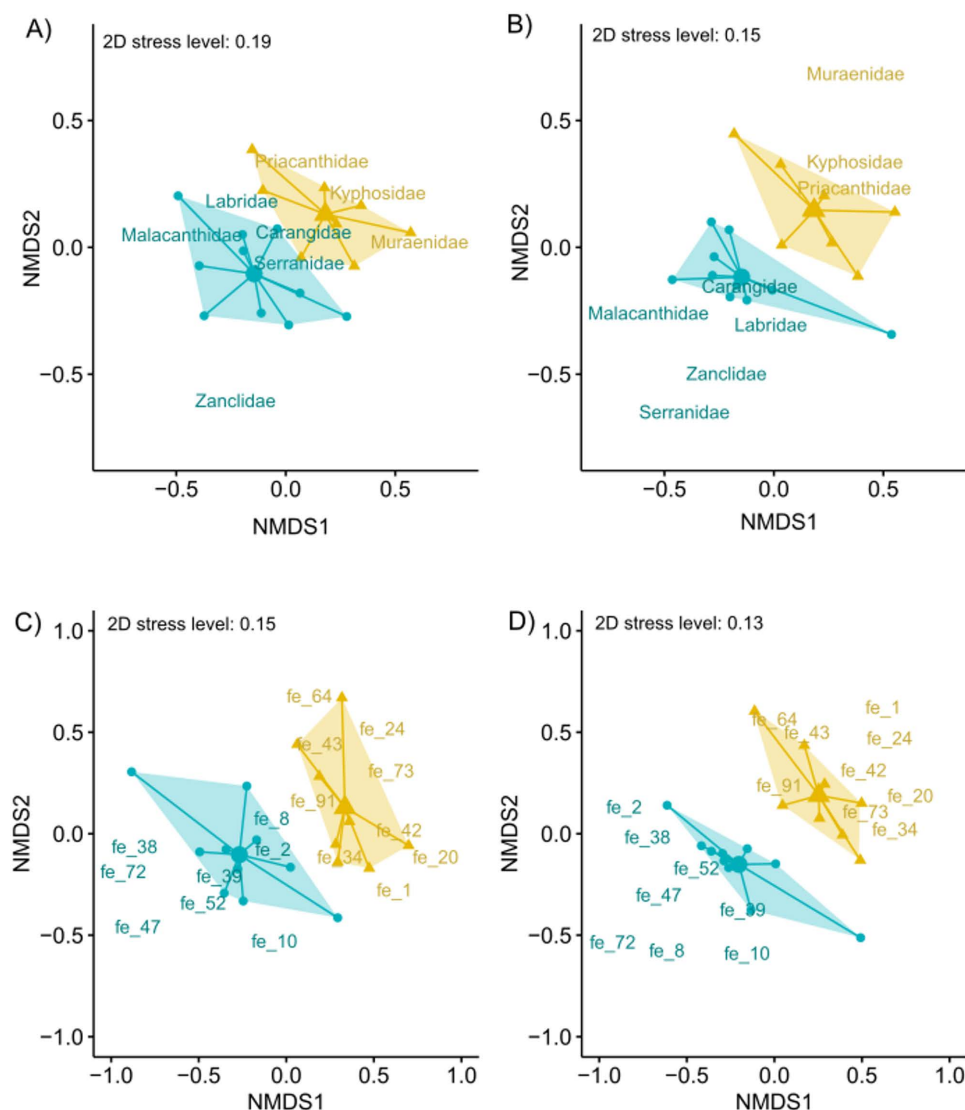 A)
2D stress level: 0.19
Priacanthidae
Labridae
Kyphosidae
Malacanthidae
Carangidae
Muraenidae
Serranidae
Zanclidae
0.5
0.0
−0.5
NMDS2
−0.5 0.0 0.5
NMDS1
B)
2D stress level: 0.15
Muraenidae
Kyphosidae
Priacanthidae
Carangidae
Malacanthidae
Labridae
Zanclidae
Serranidae
0.5
0.0
−0.5
NMDS2
−0.5 0.0 0.5
NMDS1
C)
2D stress level: 0.15
fe_64
fe_24
fe_43
fe_73
fe_91
fe_8
fe_42
fe_38
fe_2
fe_34
fe_20
fe_72
fe_39
fe_1
fe_52
fe_47
fe_10
1.0
0.5
0.0
−0.5
−1.0
NMDS2
−1.0 −0.5 0.0 0.5 1.0
NMDS1
D)
2D stress level: 0.13
fe_1
fe_64
fe_43
fe_24
fe_42
fe_91
fe_20
fe_2
fe_73
fe_38
fe_34
fe_52
fe_47
fe_39
fe_72
fe_8
fe_10
1.0
0.5
0.0
−0.5
−1.0
NMDS2
−1.0 −0.5 0.0 0.5 1.0
NMDS1